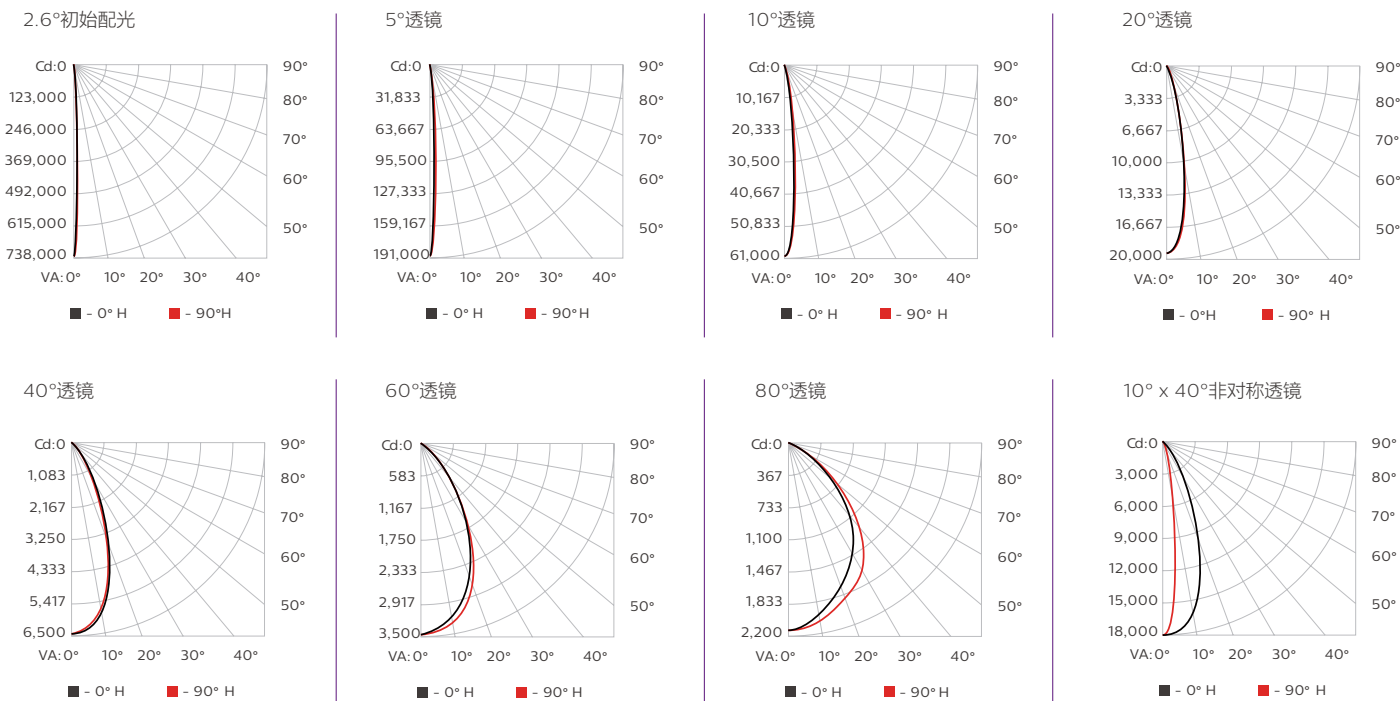 2.6°初始配光
Cd:0
123,000
246,000
369,000
492,000
615,000
738,000
90°
80°
70°
60°
50°
VA: 0° 10° 20° 30° 40°
- 0° H - 90°H
5°透镜
Cd:0
31,833
63,667
95,500
127,333
159,167
191,000
90°
80°
70°
60°
50°
VA: 0° 10° 20° 30° 40°
- 0° H - 90°H
10°透镜
Cd:0
10,167
20,333
30,500
40,667
50,833
61,000
90°
80°
70°
60°
50°
VA: 0° 10° 20° 30° 40°
- 0° H - 90° H
20°透镜
Cd:0
3,333
6,667
10,000
13,333
16,667
20,000
90°
80°
70°
60°
50°
VA: 0° 10° 20° 30° 40°
- 0°H - 90° H
40°透镜
Cd:0
1,083
2,167
3,250
4,333
5,417
6,500
90°
80°
70°
60°
50°
VA: 0° 10° 20° 30° 40°
- 0° H - 90° H
60°透镜
Cd:0
583
1,167
1,750
2,333
2,917
3,500
90°
80°
70°
60°
50°
VA: 0° 10° 20° 30° 40°
- 0° H - 90° H
80°透镜
Cd:0
367
733
1,100
1,467
1,833
2,200
90°
80°
70°
60°
50°
VA: 0° 10° 20° 30° 40°
- 0° H - 90° H
10° x 40°非对称透镜
Cd:0
3,000
6,000
9,000
12,000
15,000
18,000
90°
80°
70°
60°
50°
VA: 0° 10° 20° 30° 40°
- 0° H - 90° H